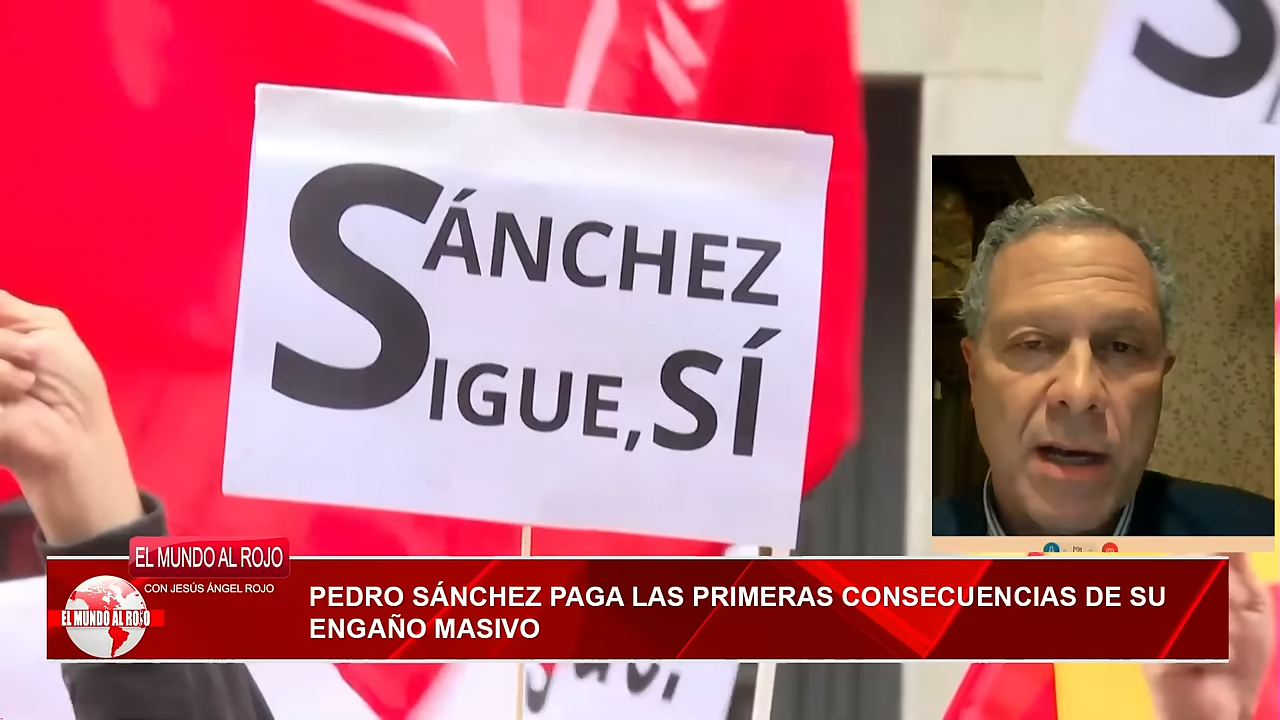 SÁNCHEZ
SIGUE, SÍ
EL MUNDO AL ROJO
CON JESÚS ÁNGEL ROJO
EL MUNDO AL ROJO
PEDRO SÁNCHEZ PAGA LAS PRIMERAS CONSECUENCIAS DE SU
ENGAÑO MASIVO